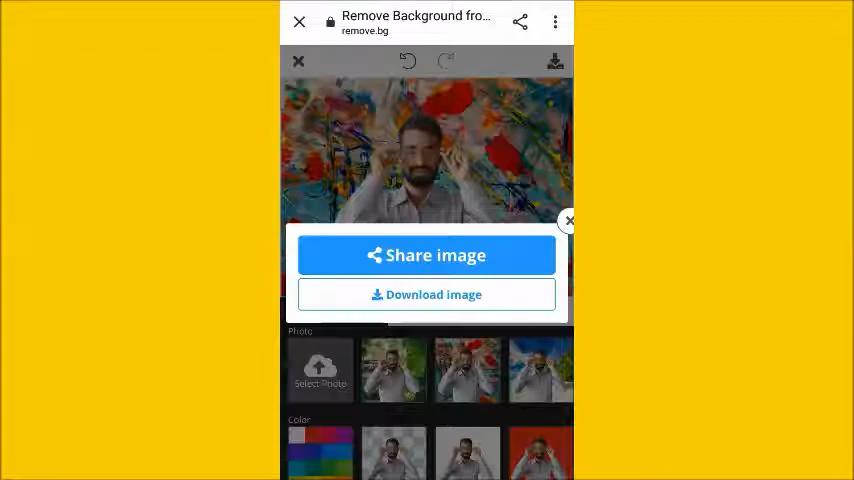 Remove Background fro...
remove.bg
Share image
Download image
Photo
Select Photo
Color